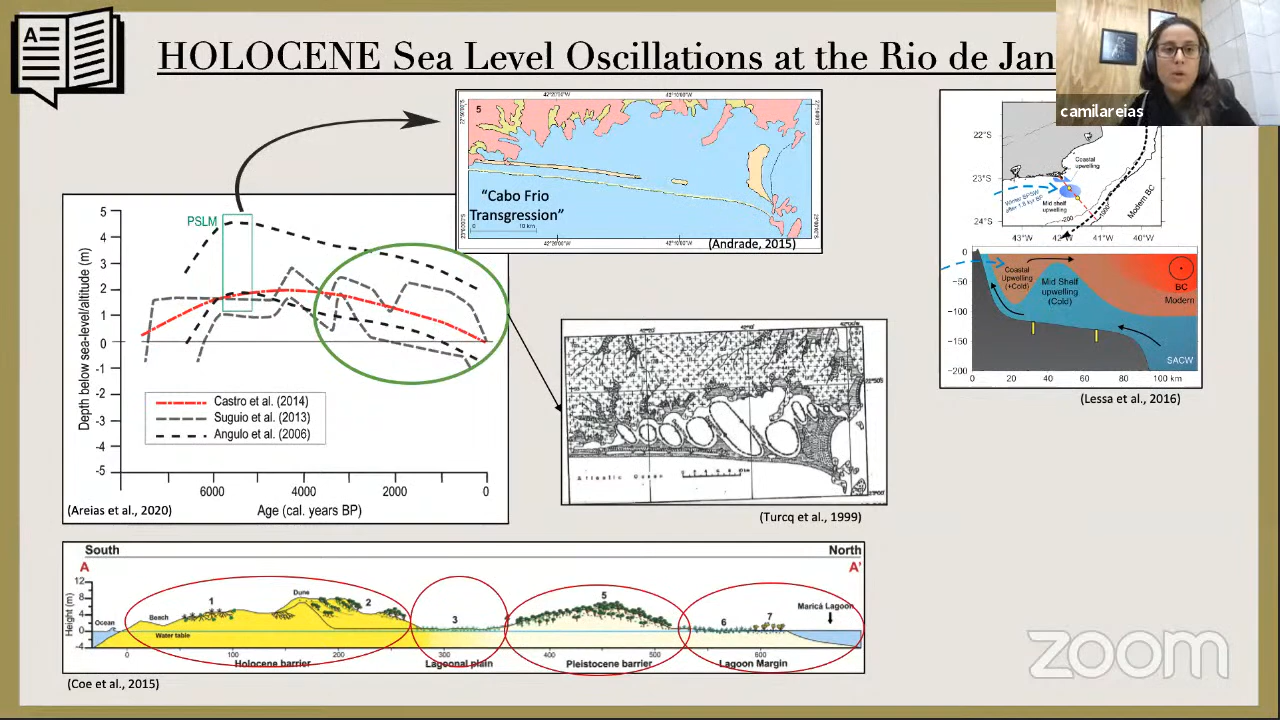 HOLOCENE Sea Level Oscillations at the Rio de Jan
camilareias
5
"Cabo Frio
Transgression"
0 10 km
(Andrade, 2015)
PSLM
Depth below sea-level/altitude (m)
5
4
3
2
1
0
-1
-2
-3
-4
-5
Castro et al. (2014)
Suguio et al. (2013)
Angulo et al. (2006)
6000 4000 2000 0
Age (cal. years BP)
(Areias et al., 2020)
Atlantic Ocean
(Turcq et al., 1999)
22°S
23°S
24°S
Coastal
upwelling
Mid shelf
upwelling
-200
Modern BC
43°W 42°W 41°W 40°W
0
-50
-100
-150
-200
Coastal
Upwelling
(+Cold)
Mid Shelf
upwelling
(Cold)
BC
Modern
SACW
0 20 40 60 80 100 km
(Lessa et al., 2016)
South North
A A'
Height (m)
12
8
4
0
-4
Ocean
Beach
Water table
Dune
1 2 3 4 5 6 7
Maricá Lagoon
0 100 200 300 400 500 600
Holocene barrier Lagoonal plain Pleistocene barrier Lagoon Margin
(Coe et al., 2015)
zoom